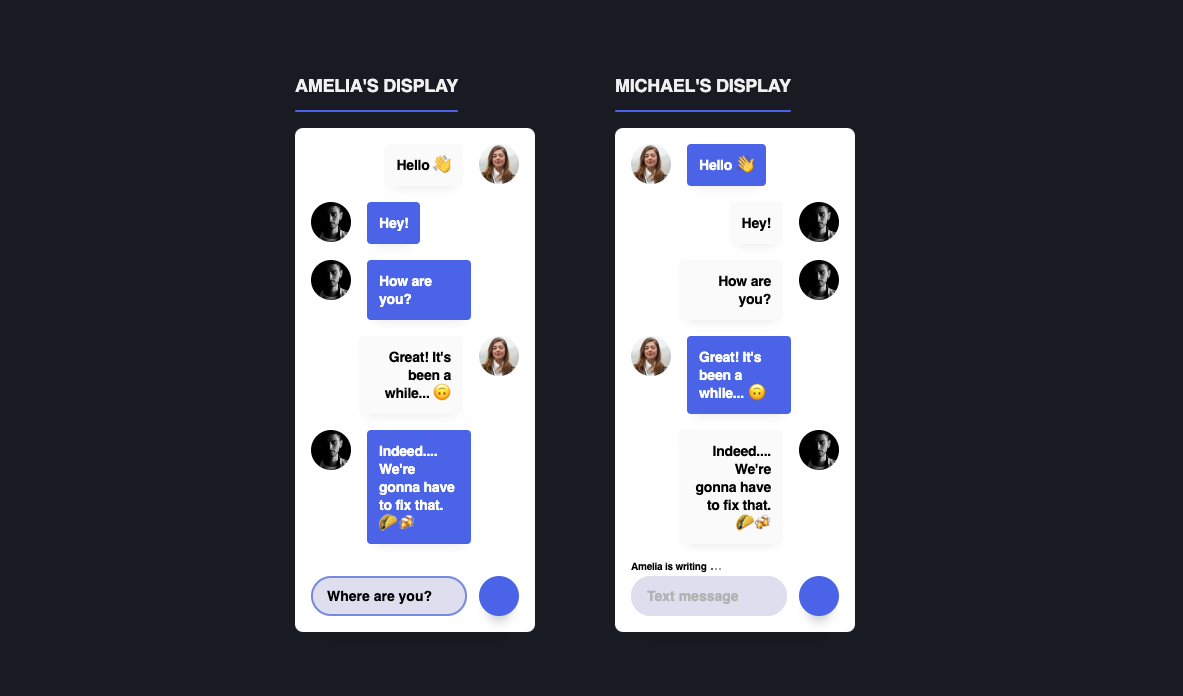 AMELIA'S DISPLAY
Hello 👋
Hey!
How are
you?
Great! It's
been a
while... 🙃
Indeed....
We're
gonna have
to fix that.
🌮🍻
Where are you?
MICHAEL'S DISPLAY
Hello 👋
Hey!
How are
you?
Great! It's
been a
while... 🙃
Indeed....
We're
gonna have
to fix that.
🌮🍻
Amelia is writing ...
Text message